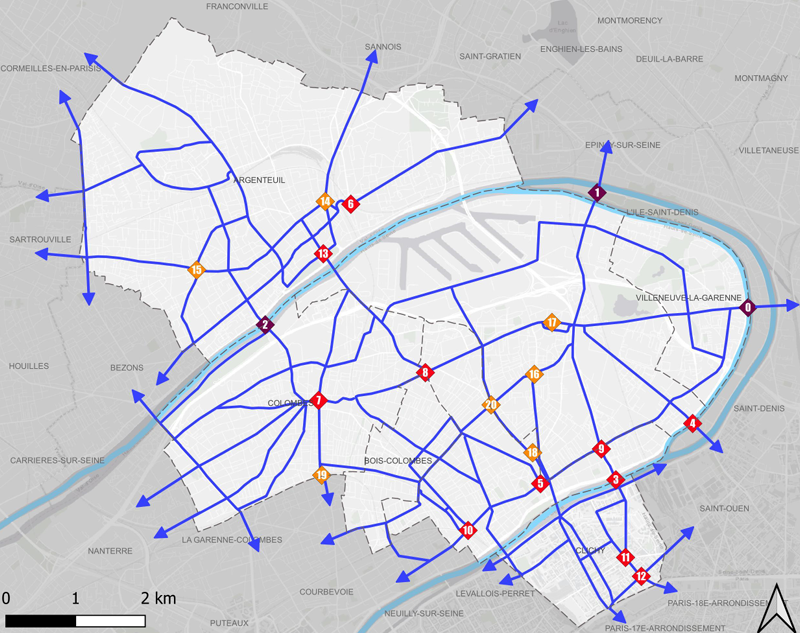 FRANCONVILLE
MONTMORENCY
SANNOIS
ENGHIEN-LES-BAINS
SAINT-GRATIEN
DEUIL-LA-BARRE
CORMEILLES-EN-PARISIS
MONTMAGNY
EPINAY-SUR-SEINE
VILLETANEUSE
ARGENTEUIL
1
14
6
L'ILE-SAINT-DENIS
SARTROUVILLE
13
15
VILLENEUVE-LA-GARENNE
0
2
17
HOUILLES
BEZONS
8
16
COLOMBES
7
20
SAINT-DENIS
4
9
18
CARRIERES-SUR-SEINE
BOIS-COLOMBES
19
5
3
SAINT-OUEN
10
LA GARENNE-COLOMBES
NANTERRE
CLICHY
11
12
COURBEVOIE
LEVALLOIS-PERRET
0 1 2 km
PARIS-18E-ARRONDISSEMENT
NEUILLY-SUR-SEINE
PUTEAUX
PARIS-17E-ARRONDISSEMENT